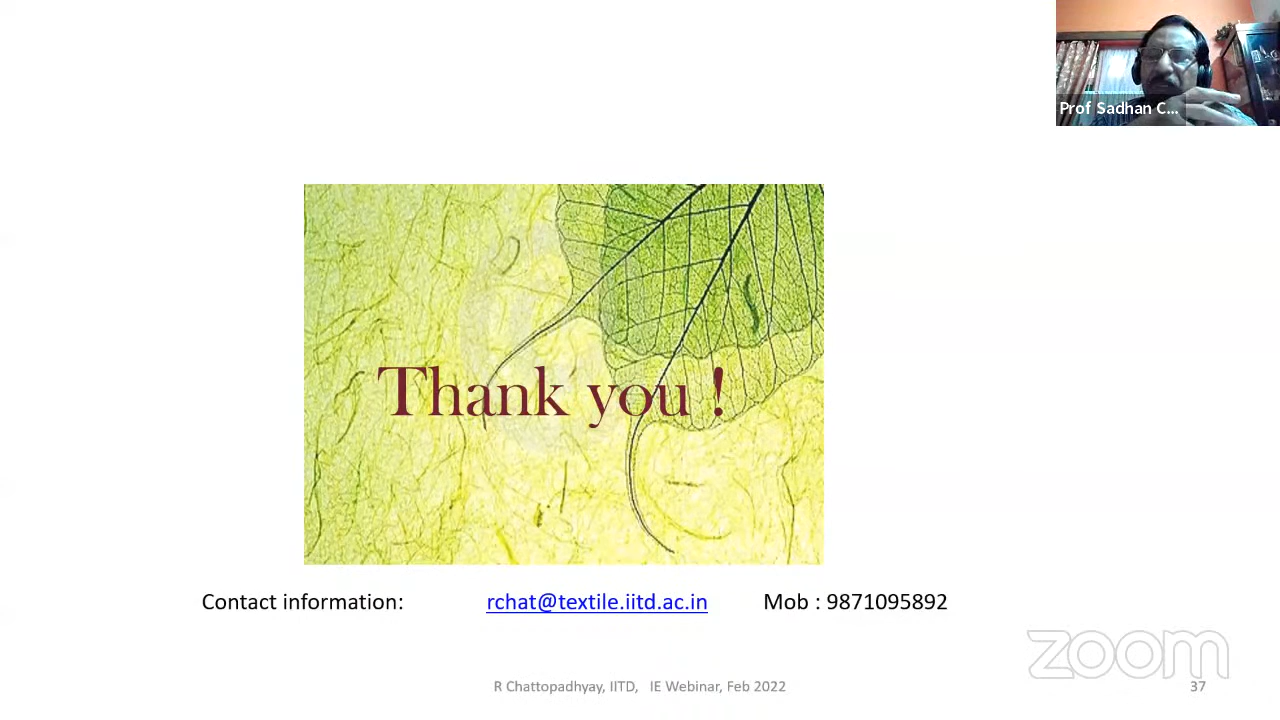 Prof Sadhan C...
Thank you !
Contact information: rchat@textile.iitd.ac.in Mob : 9871095892
zoom
R Chattopadhyay, IITD, IE Webinar, Feb 2022 37